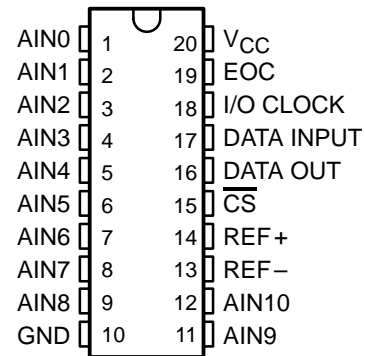 AIN0 1 20 VCC
AIN1 2 19 EOC
AIN2 3 18 I/O CLOCK
AIN3 4 17 DATA INPUT
AIN4 5 16 DATA OUT
AIN5 6 15 C̅S̅
AIN6 7 14 REF+
AIN7 8 13 REF–
AIN8 9 12 AIN10
GND 10 11 AIN9